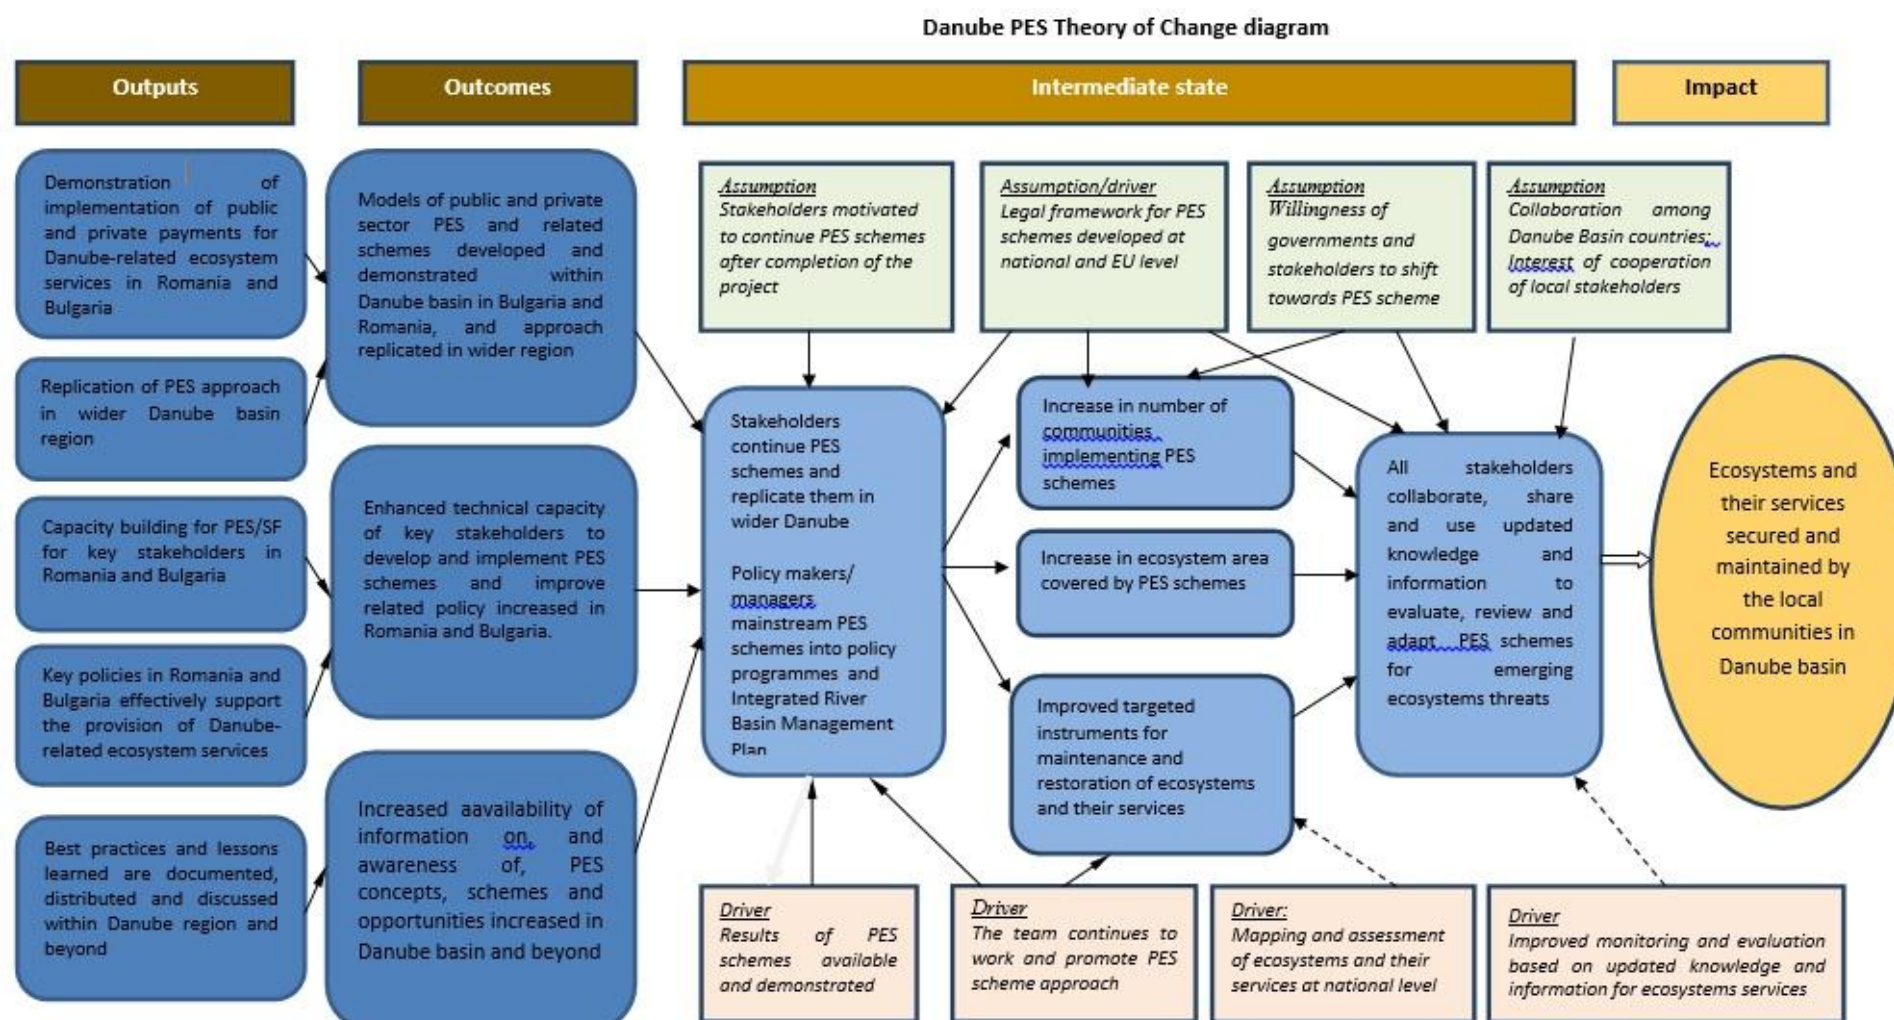 Danube PES Theory of Change diagram
Outputs
Outcomes
Intermediate state
Impact
Demonstration of
implementation of public
and private payments for
Danube-related ecosystem
services in Romania and
Bulgaria
Replication of PES approach
in wider Danube basin
region
Capacity building for PES/SF
for key stakeholders in
Romania and Bulgaria
Key policies in Romania and
Bulgaria effectively support
the provision of Danube-
related ecosystem services
Best practices and lessons
learned are documented,
distributed and discussed
within Danube region and
beyond
Models of public and private
sector PES and related
schemes developed and
demonstrated within
Danube basin in Bulgaria and
Romania, and approach
replicated in wider region
Enhanced technical capacity
of key stakeholders to
develop and implement PES
schemes and improve
related policy increased in
Romania and Bulgaria.
Increased aavailability of
information on, and
awareness of, PES
concepts, schemes and
opportunities increased in
Danube basin and beyond
Assumption
Stakeholders motivated
to continue PES schemes
after completion of the
project
Assumption/driver
Legal framework for PES
schemes developed at
national and EU level
Assumption
Willingness of
governments and
stakeholders to shift
towards PES scheme
Assumption
Collaboration among
Danube Basin countries;
Interest of cooperation
of local stakeholders
Stakeholders
continue PES
schemes and
replicate them in
wider Danube
Policy makers/
managers
mainstream PES
schemes into policy
programmes and
Integrated River
Basin Management
Plan
Increase in number of
communities
implementing PES
schemes
Increase in ecosystem area
covered by PES schemes
Improved targeted
instruments for
maintenance and
restoration of ecosystems
and their services
All stakeholders
collaborate, share
and use updated
knowledge and
information to
evaluate, review and
adapt PES schemes
for emerging
ecosystems threats
Ecosystems and
their services
secured and
maintained by
the local
communities in
Danube basin
Driver
Results of PES
schemes available
and demonstrated
Driver
The team continues to
work and promote PES
scheme approach
Driver:
Mapping and assessment
of ecosystems and their
services at national level
Driver
Improved monitoring and evaluation
based on updated knowledge and
information for ecosystems services